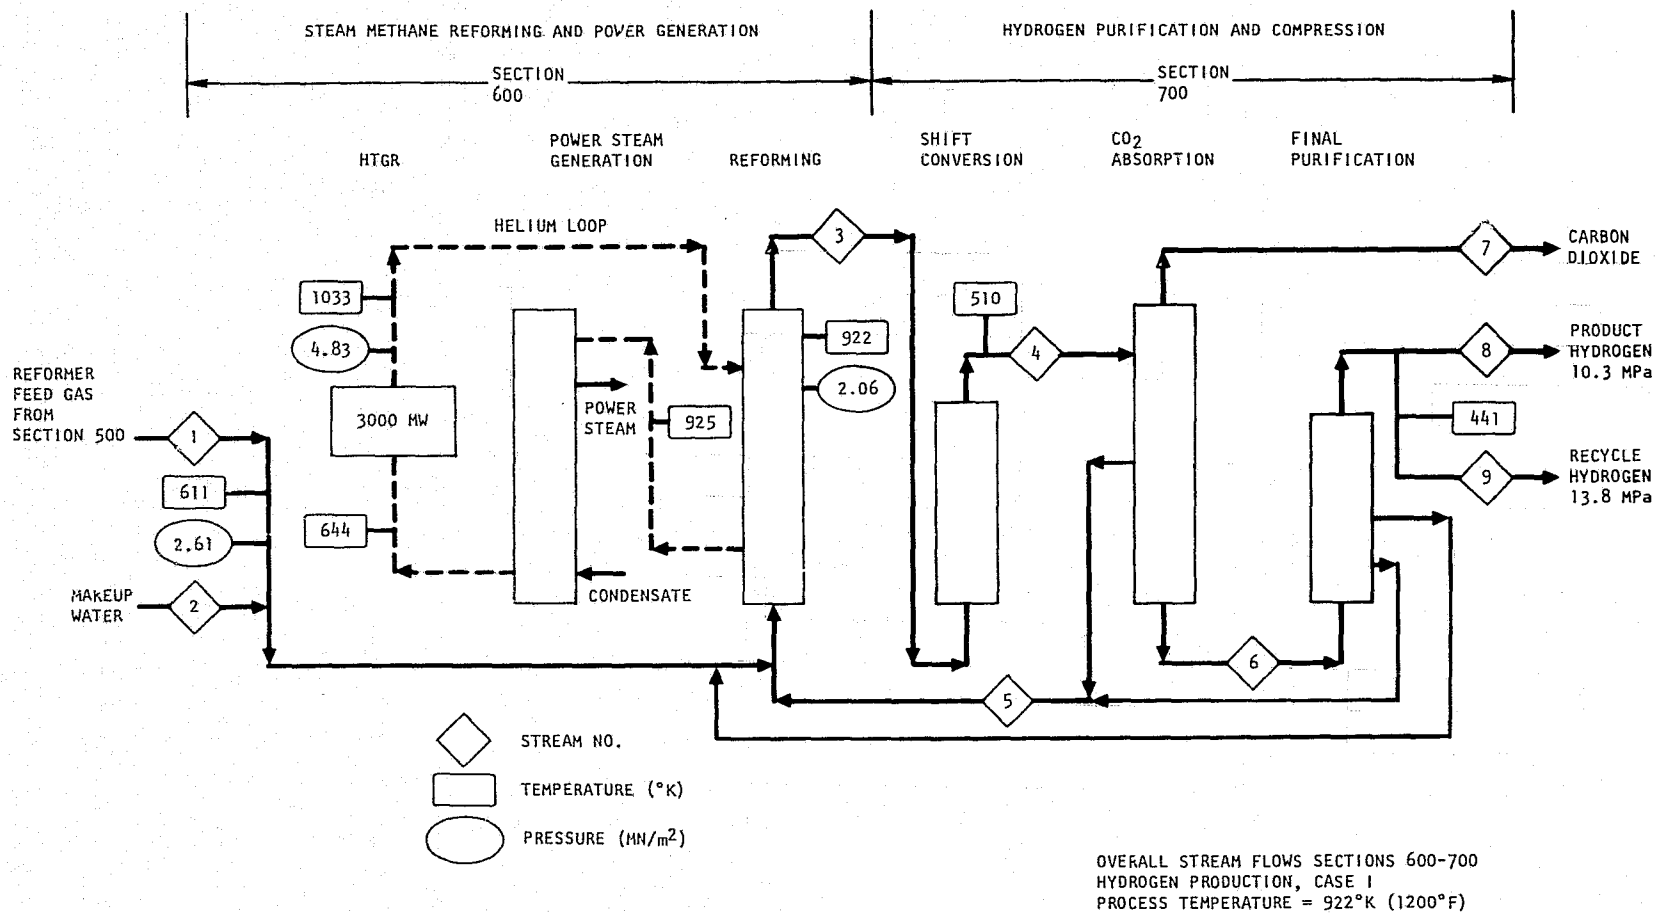 STEAM METHANE REFORMING AND POWER GENERATION
HYDROGEN PURIFICATION AND COMPRESSION
SECTION
600
SECTION
700
HTGR
POWER STEAM
GENERATION
REFORMING
SHIFT
CONVERSION
CO2
ABSORPTION
FINAL
PURIFICATION
HELIUM LOOP
3
7
CARBON
DIOXIDE
1033
4.83
510
922
2.06
4
8
PRODUCT
HYDROGEN
10.3 MPa
REFORMER
FEED GAS
FROM
SECTION 500
1
3000 MW
POWER
STEAM
925
441
9
RECYCLE
HYDROGEN
13.8 MPa
611
2.61
644
MAKEUP
WATER
2
CONDENSATE
6
5
STREAM NO.
TEMPERATURE (°K)
PRESSURE (MN/m2)
OVERALL STREAM FLOWS SECTIONS 600-700
HYDROGEN PRODUCTION, CASE I
PROCESS TEMPERATURE = 922°K (1200°F)